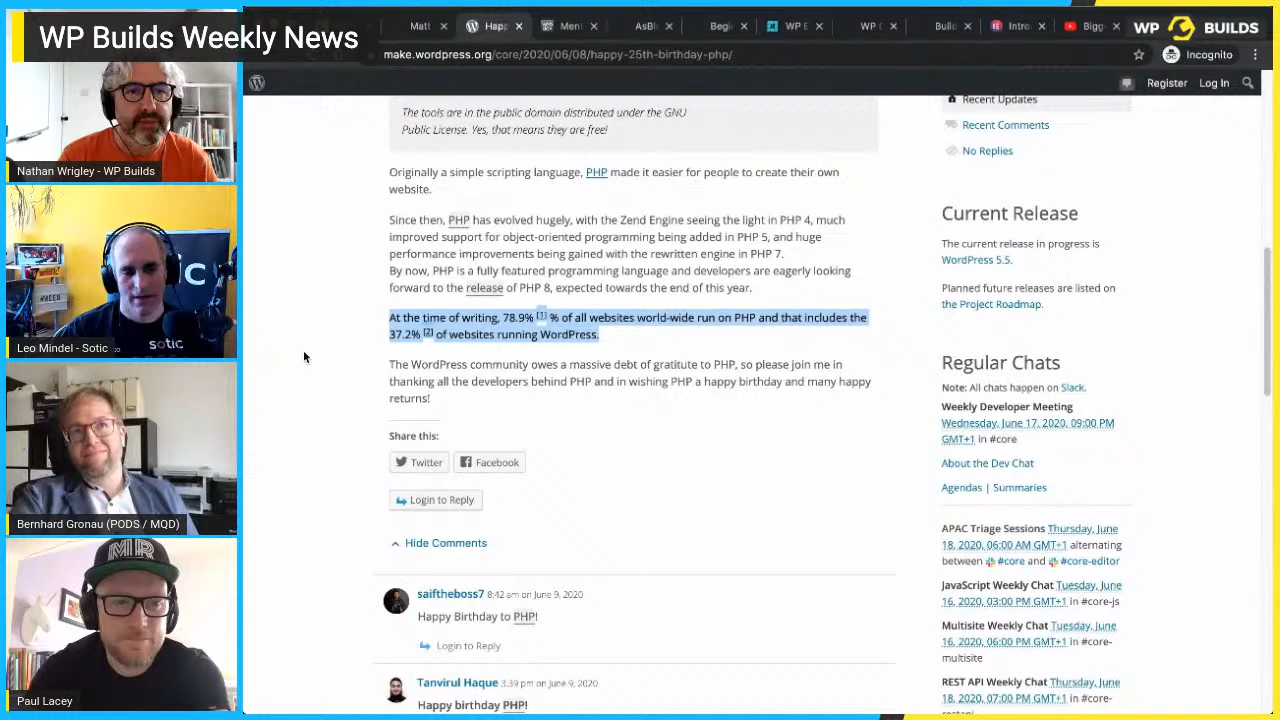 WP Builds Weekly News
Matt
Happ
Ment
AsBl
Begi
WP E
WP C
Build
Intro
Bigg
WP BUILDS
make.wordpress.org/core/2020/06/08/happy-25th-birthday-php/
Incognito
Register
Log In
The tools are in the public domain distributed under the GNU
Public License. Yes, that means they are free!
Originally a simple scripting language, PHP made it easier for people to create their own
website.
Since then, PHP has evolved hugely, with the Zend Engine seeing the light in PHP 4, much
improved support for object-oriented programming being added in PHP 5, and huge
performance improvements being gained with the rewritten engine in PHP 7.
By now, PHP is a fully featured programming language and developers are eagerly looking
forward to the release of PHP 8, expected towards the end of this year.
At the time of writing, 78.9% [1] % of all websites world-wide run on PHP and that includes the
37.2% [2] of websites running WordPress.
The WordPress community owes a massive debt of gratitude to PHP, so please join me in
thanking all the developers behind PHP and in wishing PHP a happy birthday and many happy
returns!
Share this:
Twitter
Facebook
Login to Reply
Hide Comments
saiftheboss7 8:42 am on June 9, 2020
Happy Birthday to PHP!
Login to Reply
Tanvirul Haque 3:39 pm on June 9, 2020
Happy birthday PHP!
Recent Updates
Recent Comments
No Replies
Current Release
The current release in progress is
WordPress 5.5.
Planned future releases are listed on
the Project Roadmap.
Regular Chats
Note: All chats happen on Slack.
Weekly Developer Meeting
Wednesday, June 17, 2020, 09:00 PM
GMT+1 in #core
About the Dev Chat
Agendas | Summaries
APAC Triage Sessions Thursday, June
18, 2020, 06:00 AM GMT+1 alternating
between #core and #core-editor
JavaScript Weekly Chat Tuesday, June
16, 2020, 03:00 PM GMT+1 in #core-js
Multisite Weekly Chat Tuesday, June
16, 2020, 06:00 PM GMT+1 in #core-
multisite
REST API Weekly Chat Thursday, June
18, 2020, 07:00 PM GMT+1 in #core-
restapi
Nathan Wrigley - WP Builds
sotic
Leo Mindel - Sotic
Bernhard Gronau (PODS / MQD)
MR
Paul Lacey